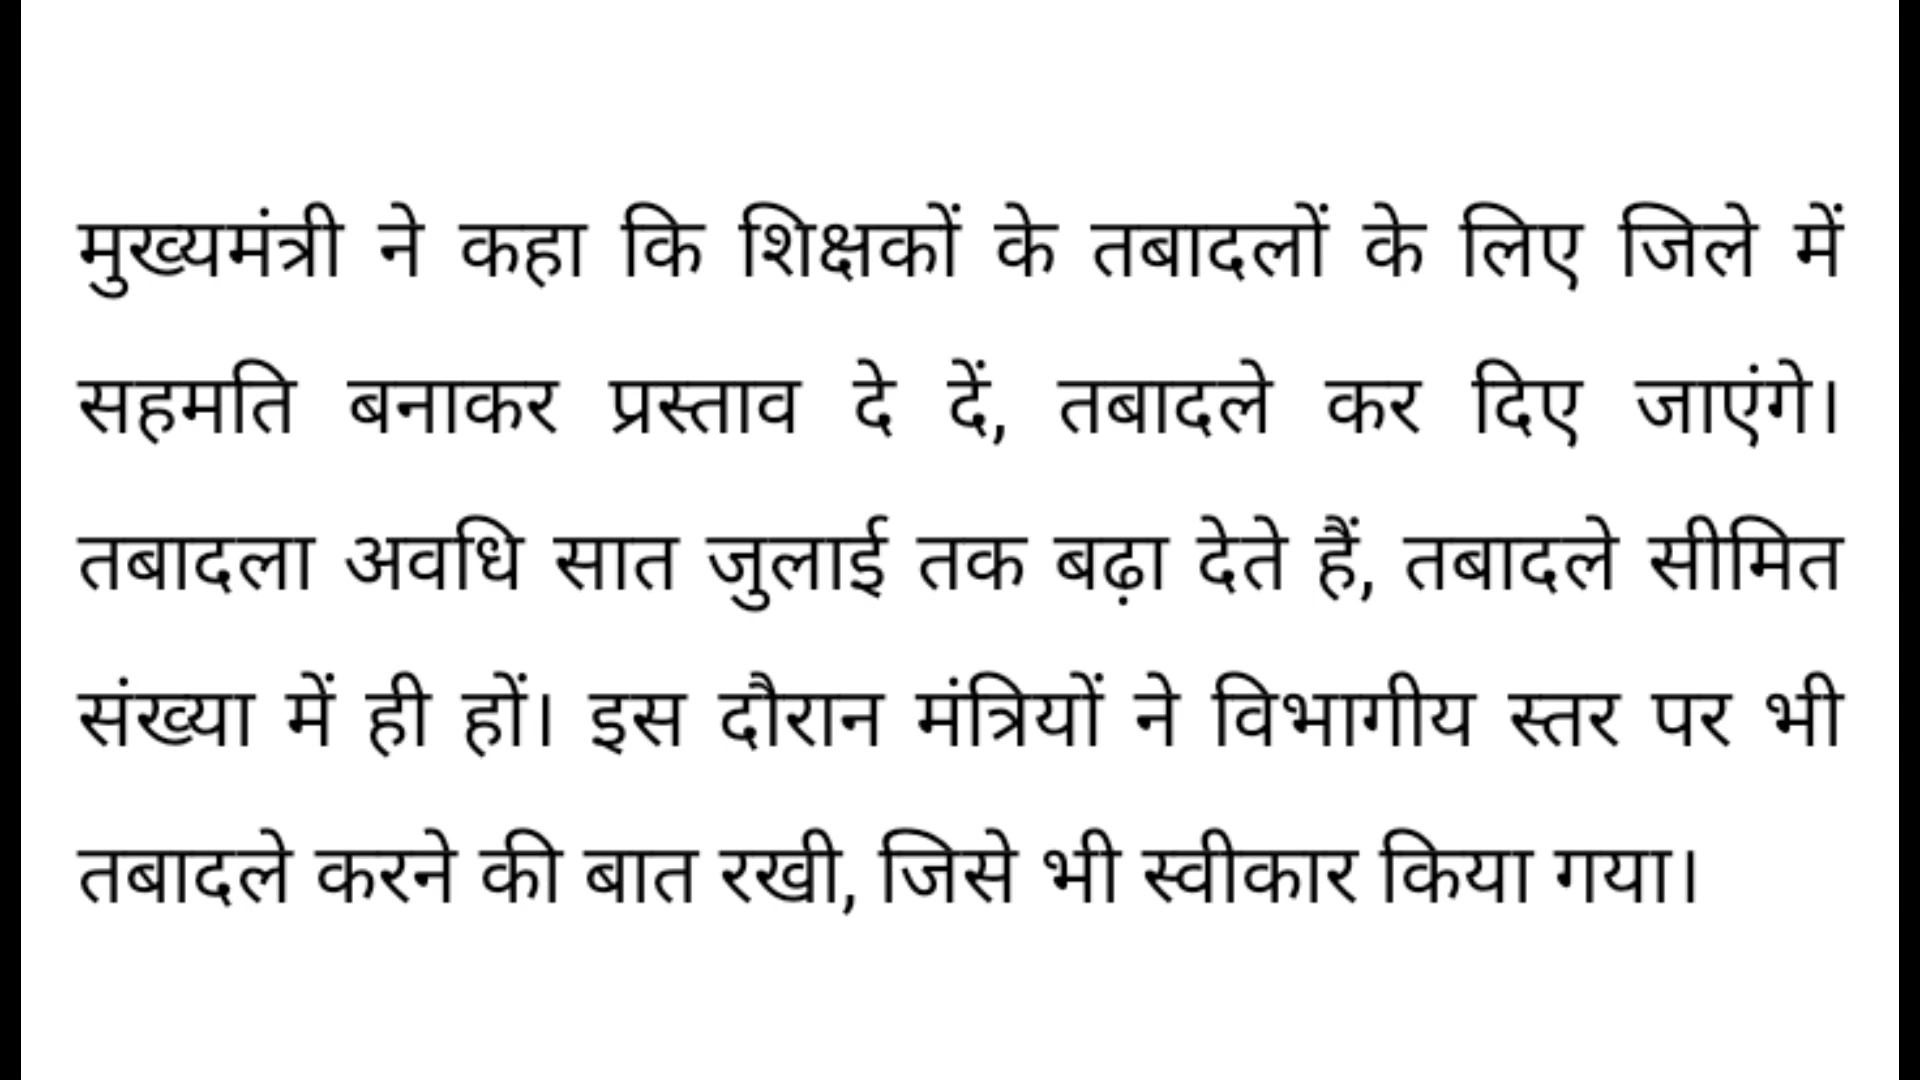 मुख्यमंत्री ने कहा कि शिक्षकों के तबादलों के लिए जिले में
सहमति बनाकर प्रस्ताव दे दें, तबादले कर दिए जाएंगे।
तबादला अवधि सात जुलाई तक बढ़ा देते हैं, तबादले सीमित
संख्या में ही हों। इस दौरान मंत्रियों ने विभागीय स्तर पर भी
तबादले करने की बात रखी, जिसे भी स्वीकार किया गया।